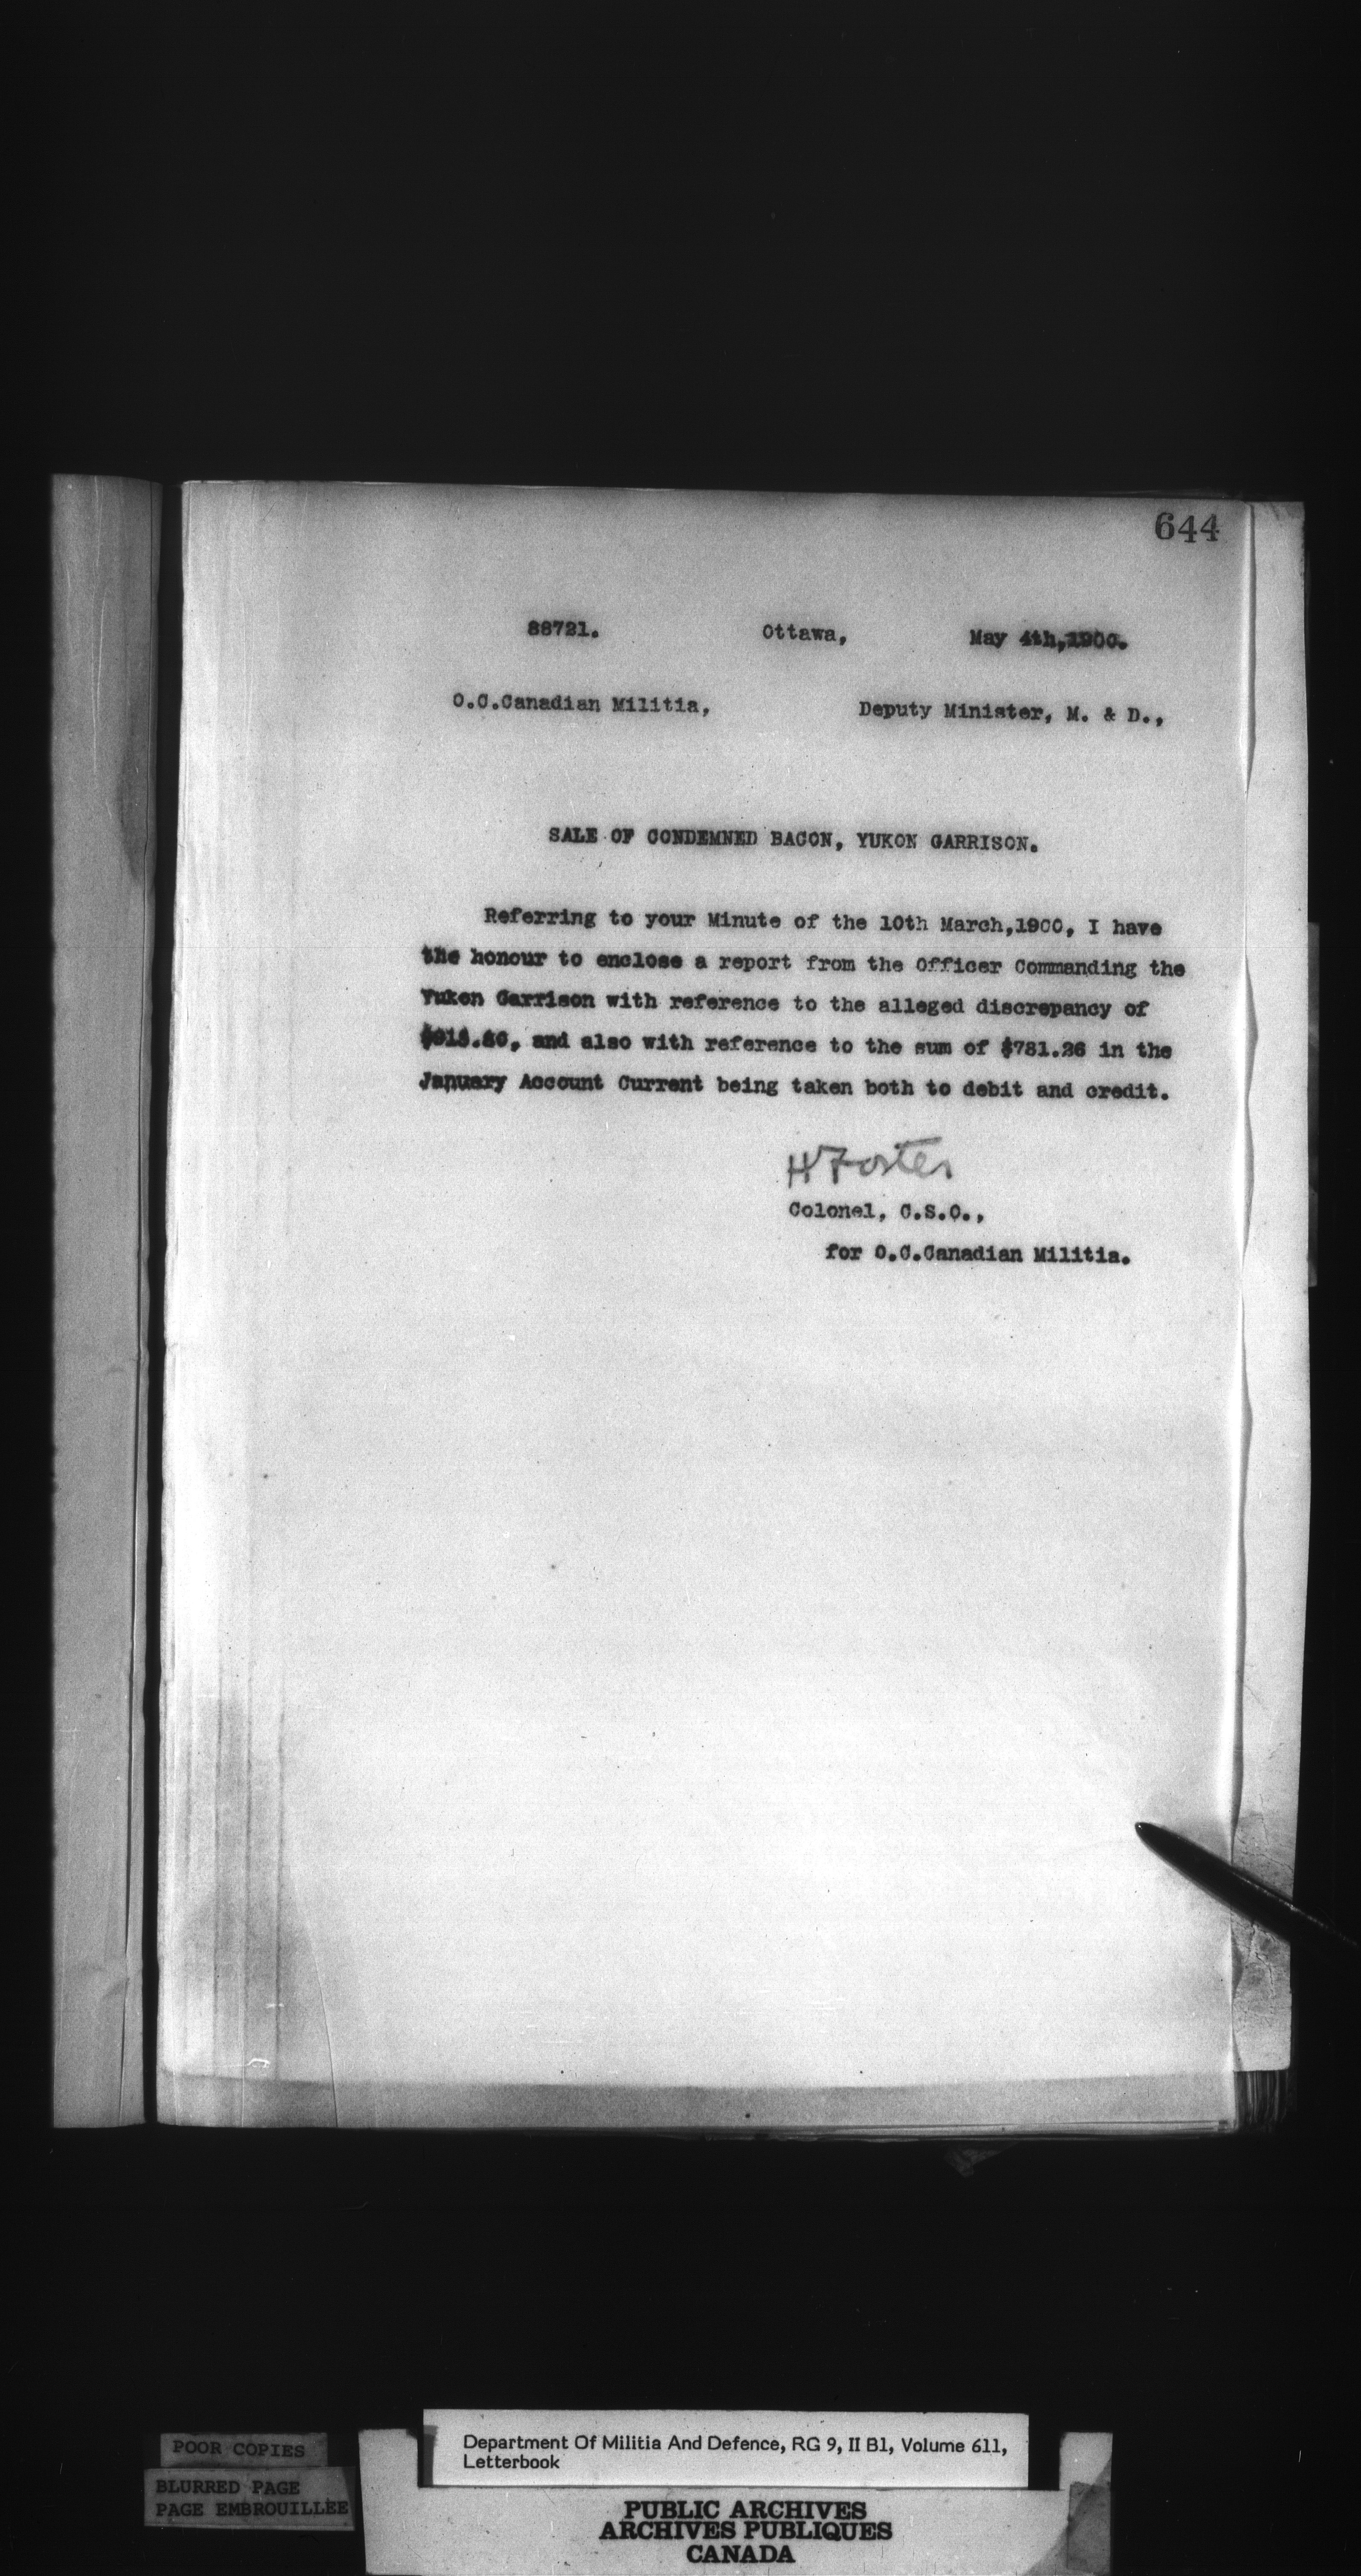 644
88721. Ottawa, May 4th,1900.
O.C.Canadian Militia, Deputy Minister, M. & D.,
SALE OF CONDEMNED BACON, YUKON GARRISON.
Referring to your Minute of the 10th March,1900, I have
the honour to enclose a report from the Officer Commanding the
Yukon Garrison with reference to the alleged discrepancy of
and also with reference to the sum of $781.26 in the
January Account Current being taken both to debit and credit.
H Foster
Colonel, C.S.O.,
for O.C.Canadian Militia.
POOR COPIES
BLURRED PAGE
PAGE EMBROUILLEE
Department Of Militia And Defence, RG 9, II B1, Volume 611,
Letterbook
PUBLIC ARCHIVES
ARCHIVES PUBLIQUES
CANADA